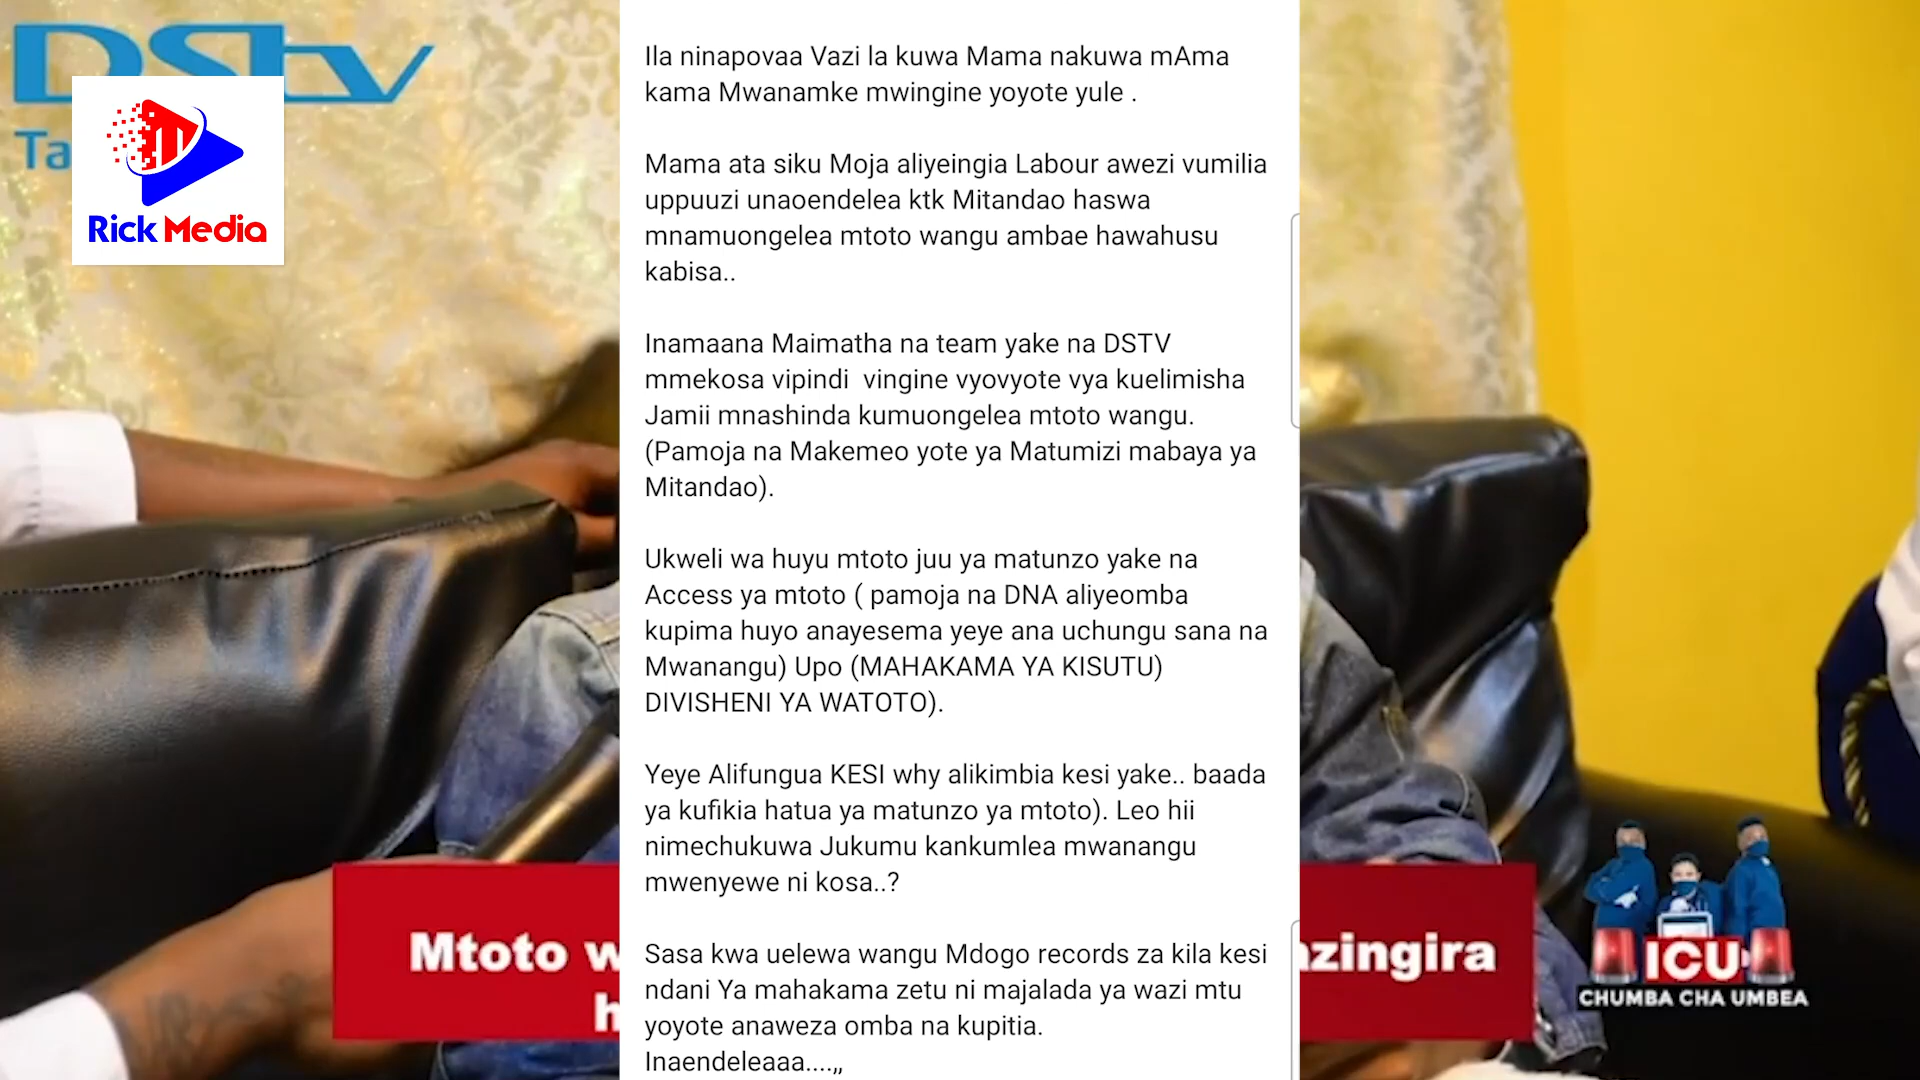 DStv
Ta
Rick Media
Ila ninapovaa Vazi la kuwa Mama nakuwa mAma
kama Mwanamke mwingine yoyote yule .
Mama ata siku Moja aliyeingia Labour awezi vumilia
uppuuzi unaoendelea ktk Mitandao haswa
mnamuongelea mtoto wangu ambae hawahusu
kabisa..
Inamaana Maimatha na team yake na DSTV
mmekosa vipindi  vingine vyovyote vya kuelimisha
Jamii mnashinda kumuongelea mtoto wangu.
(Pamoja na Makemeo yote ya Matumizi mabaya ya
Mitandao).
Ukweli wa huyu mtoto juu ya matunzo yake na
Access ya mtoto ( pamoja na DNA aliyeomba
kupima huyo anayesema yeye ana uchungu sana na
Mwanangu) Upo (MAHAKAMA YA KISUTU)
DIVISHENI YA WATOTO).
Yeye Alifungua KESI why alikimbia kesi yake.. baada
ya kufikia hatua ya matunzo ya mtoto). Leo hii
nimechukuwa Jukumu kankumlea mwanangu
mwenyewe ni kosa..?
Sasa kwa uelewa wangu Mdogo records za kila kesi
ndani Ya mahakama zetu ni majalada ya wazi mtu
yoyote anaweza omba na kupitia.
Inaendeleaaa....,,
Mtoto w
azingira
h
ICU
CHUMBA CHA UMBEA